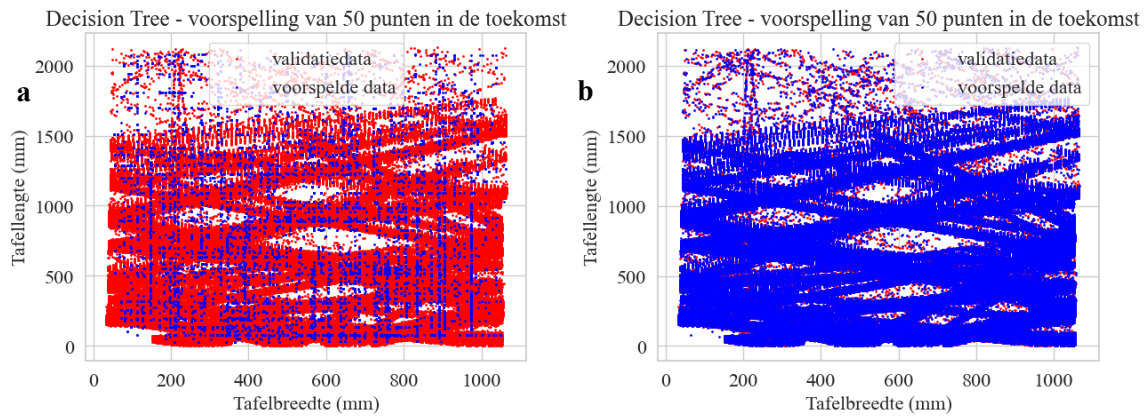 Decision Tree - voorspelling van 50 punten in de toekomst
a
validatiedata
voorspelde data
2000
1500
1000
500
0
Tafellengte (mm)
0 200 400 600 800 1000
Tafelbreedte (mm)
Decision Tree - voorspelling van 50 punten in de toekomst
b
validatiedata
voorspelde data
2000
1500
1000
500
0
Tafellengte (mm)
0 200 400 600 800 1000
Tafelbreedte (mm)